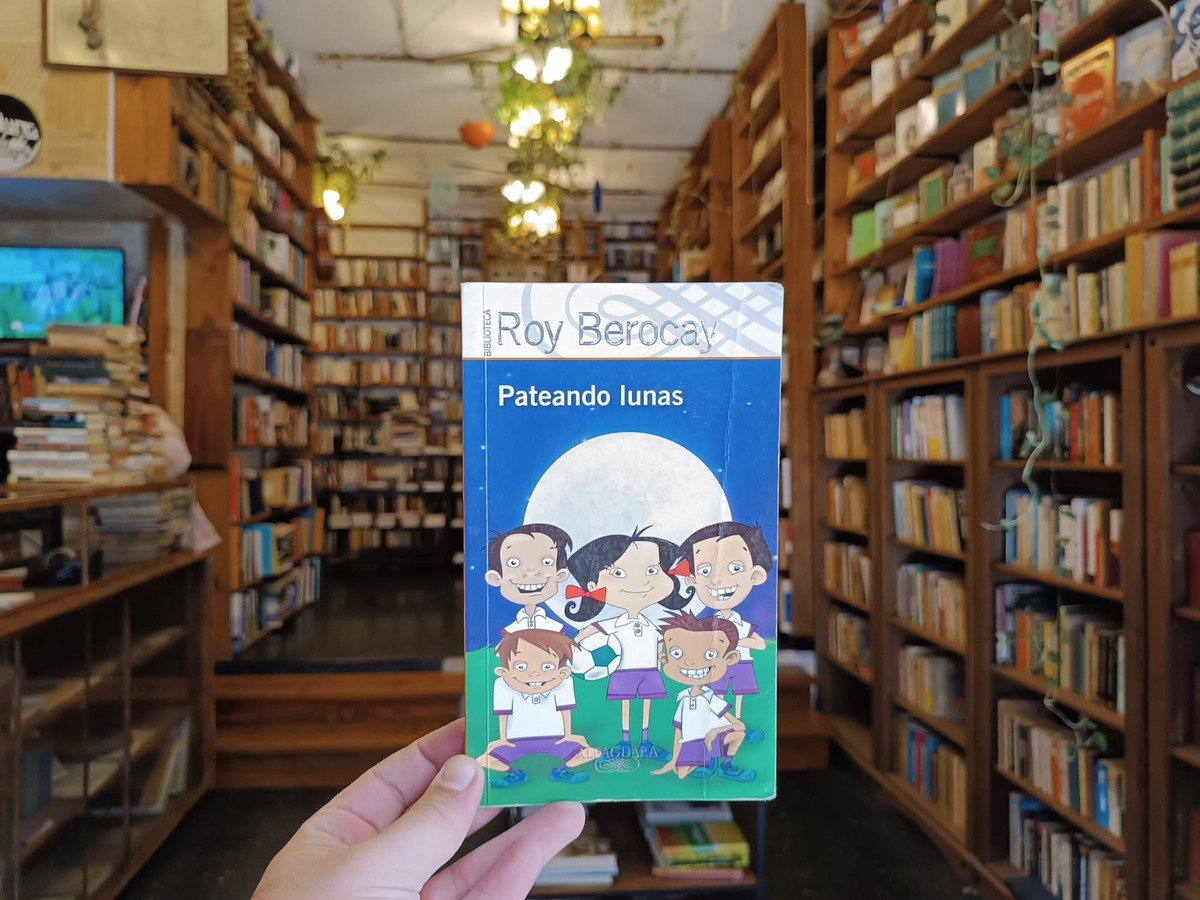 BIBLIOTECA
Roy Berocay
Pateando lunas
ALFAGUARA